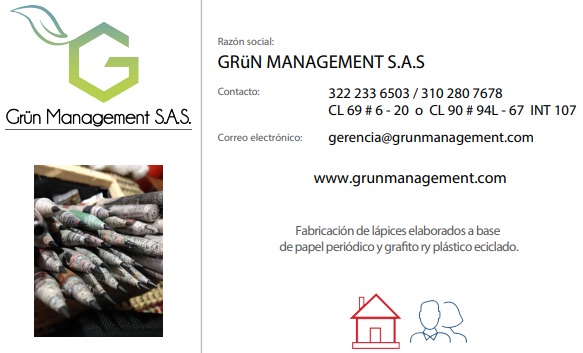 Grün Management S.A.S.
Razón social:
GRüN MANAGEMENT S.A.S
Contacto:
322 233 6503 / 310 280 7678
CL 69 # 6 - 20 o CL 90 # 94L - 67 INT 107
Correo electrónico:
gerencia@grunmanagement.com
www.grunmanagement.com
Fabricación de lápices elaborados a base
de papel periódico y grafito ry plástico eciclado.